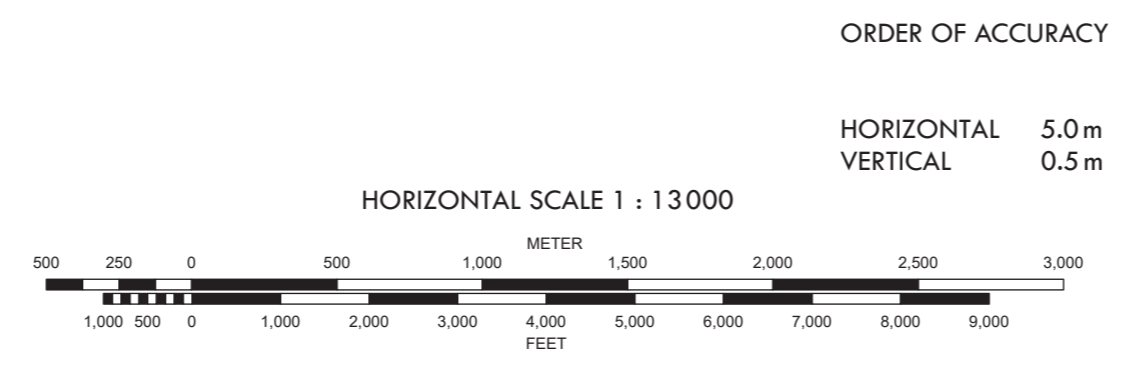 ORDER OF ACCURACY
HORIZONTAL 5.0 m
VERTICAL 0.5 m
HORIZONTAL SCALE 1 : 13 000
METER
500 250 0 500 1,000 1,500 2,000 2,500 3,000
1,000 500 0 1,000 2,000 3,000 4,000 5,000 6,000 7,000 8,000 9,000
FEET